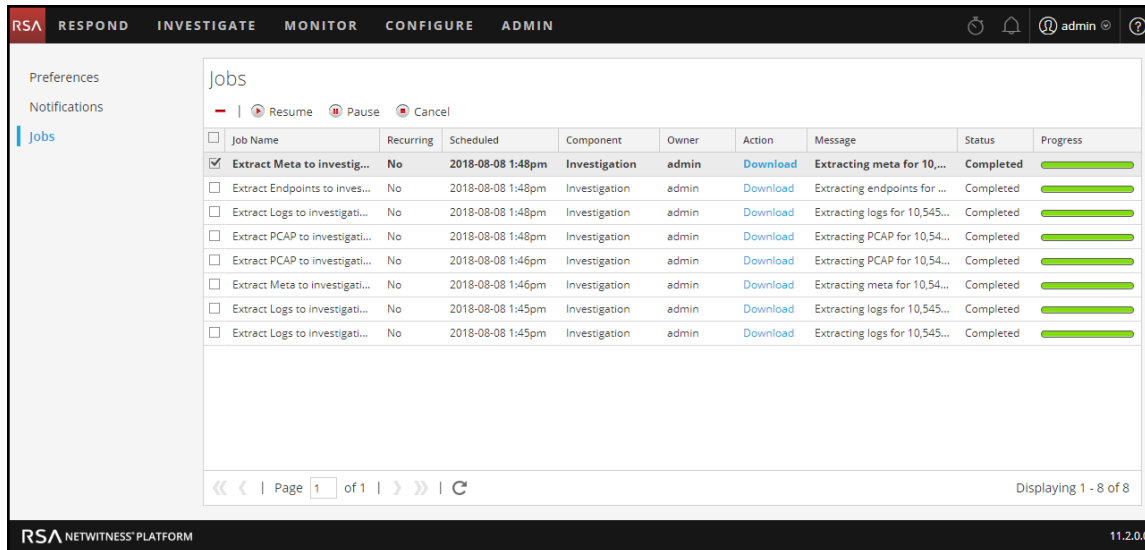 RSA RESPOND INVESTIGATE MONITOR CONFIGURE ADMIN admin ?
Preferences
Notifications
Jobs
Jobs
Resume Pause Cancel
Job Name Recurring Scheduled Component Owner Action Message Status Progress
Extract Meta to investig... No 2018-08-08 1:48pm Investigation admin Download Extracting meta for 10,... Completed
Extract Endpoints to inves... No 2018-08-08 1:48pm Investigation admin Download Extracting endpoints for ... Completed
Extract Logs to investigati... No 2018-08-08 1:48pm Investigation admin Download Extracting logs for 10,545... Completed
Extract PCAP to investigati... No 2018-08-08 1:48pm Investigation admin Download Extracting PCAP for 10,54... Completed
Extract PCAP to investigati... No 2018-08-08 1:46pm Investigation admin Download Extracting PCAP for 10,54... Completed
Extract Meta to investigati... No 2018-08-08 1:46pm Investigation admin Download Extracting meta for 10,54... Completed
Extract Logs to investigati... No 2018-08-08 1:45pm Investigation admin Download Extracting logs for 10,545... Completed
Extract Logs to investigati... No 2018-08-08 1:45pm Investigation admin Download Extracting logs for 10,545... Completed
Page 1 of 1 Displaying 1 - 8 of 8
RSA NETWITNESS® PLATFORM 11.2.0.